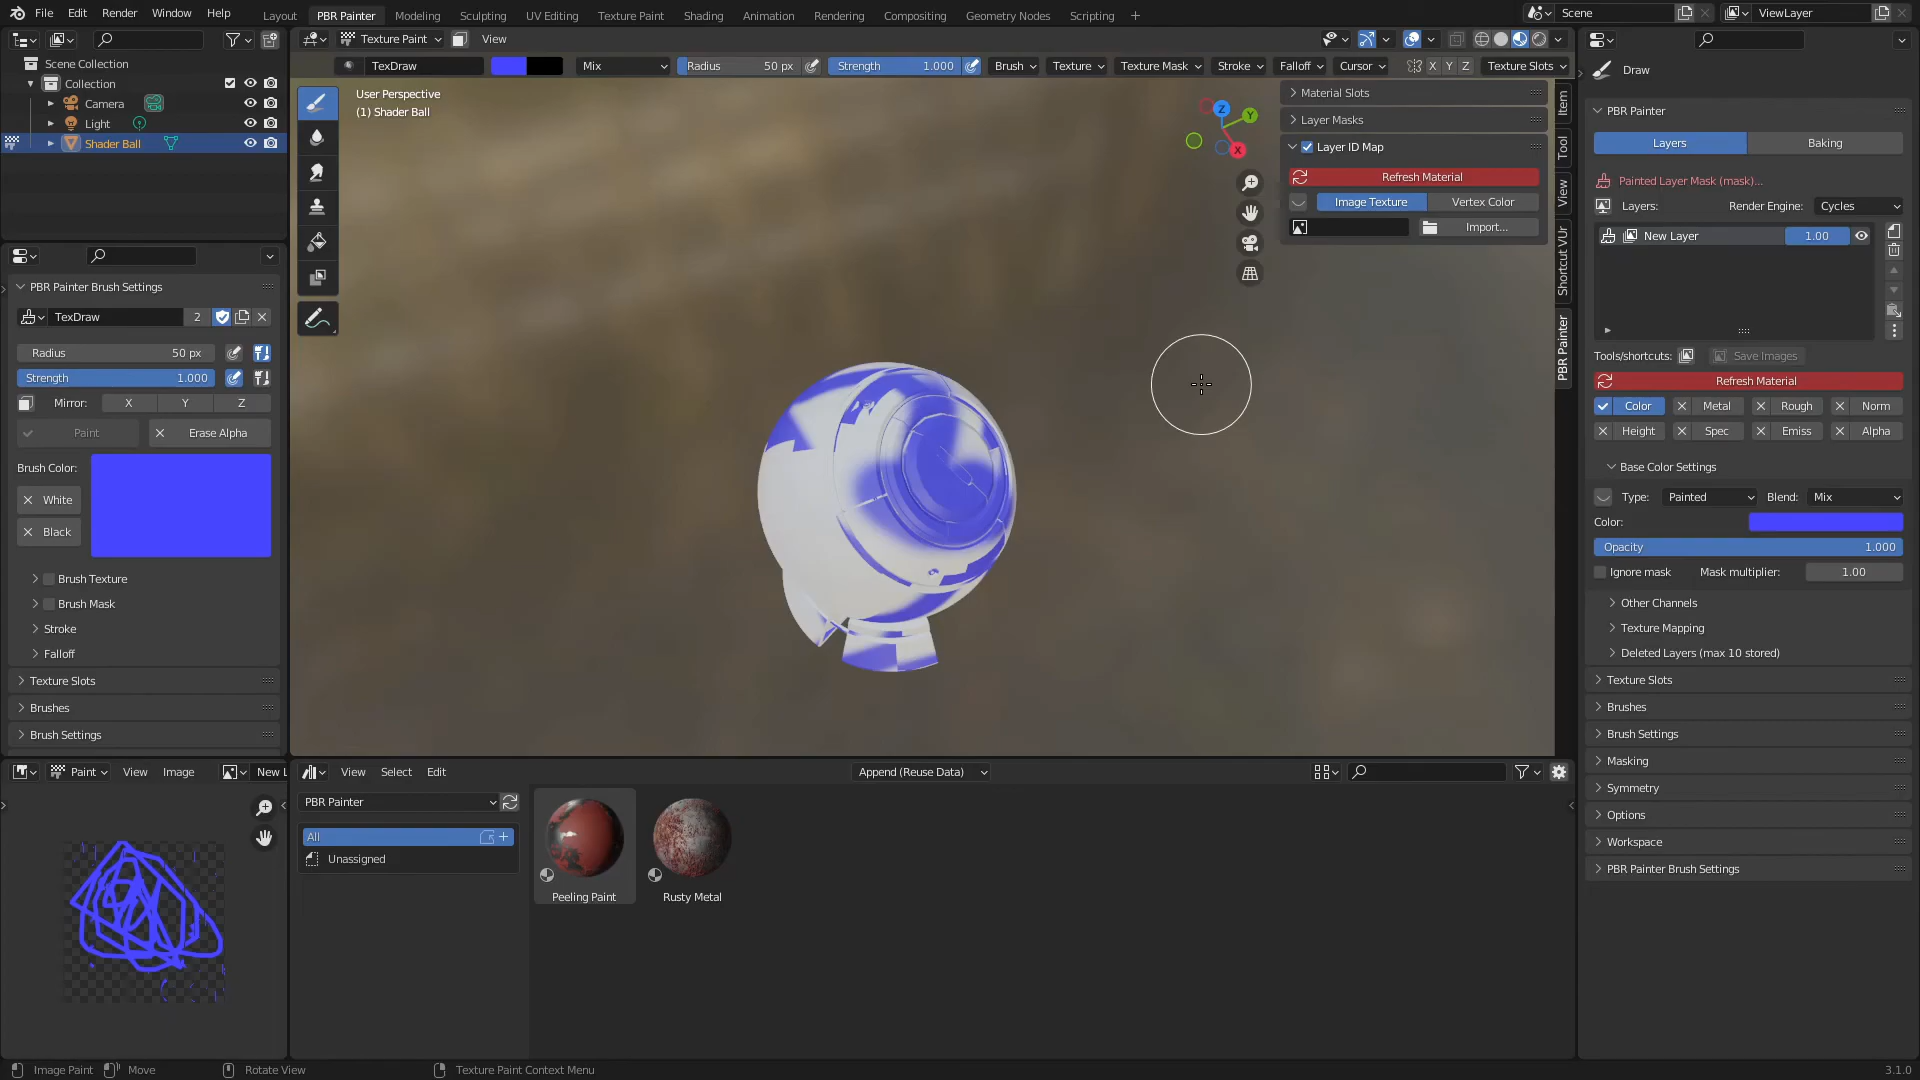 File Edit Render Window Help
Layout PBR Painter Modeling Sculpting UV Editing Texture Paint Shading Animation Rendering Compositing Geometry Nodes Scripting +
Scene ViewLayer
Scene Collection
Collection
Camera
Light
Shader Ball
PBR Painter Brush Settings
TexDraw 2
Radius 50 px
Strength 1.000
Mirror: X Y Z
Paint Erase Alpha
Brush Color:
White
Black
Brush Texture
Brush Mask
Stroke
Falloff
Texture Slots
Brushes
Brush Settings
Paint View Image New L
Texture Paint View
TexDraw Mix Radius 50 px Strength 1.000 Brush Texture Texture Mask Stroke Falloff Cursor X Y Z Texture Slots
User Perspective
(1) Shader Ball
Z Y X
Material Slots
Layer Masks
Layer ID Map
Refresh Material
Image Texture Vertex Color
Import...
Item
Tool
View
Shortcut VUr
PBR Painter
View Select Edit Append (Reuse Data)
PBR Painter
All
Unassigned
Peeling Paint Rusty Metal
Draw
PBR Painter
Layers Baking
Painted Layer Mask (mask)...
Layers: Render Engine: Cycles
New Layer 1.00
Tools/shortcuts: Save Images
Refresh Material
Color Metal Rough Norm
Height Spec Emiss Alpha
Base Color Settings
Type: Painted Blend: Mix
Color:
Opacity 1.000
Ignore mask Mask multiplier: 1.00
Other Channels
Texture Mapping
Deleted Layers (max 10 stored)
Texture Slots
Brushes
Brush Settings
Masking
Symmetry
Options
Workspace
PBR Painter Brush Settings
Image Paint Move Rotate View Texture Paint Context Menu 3.1.0